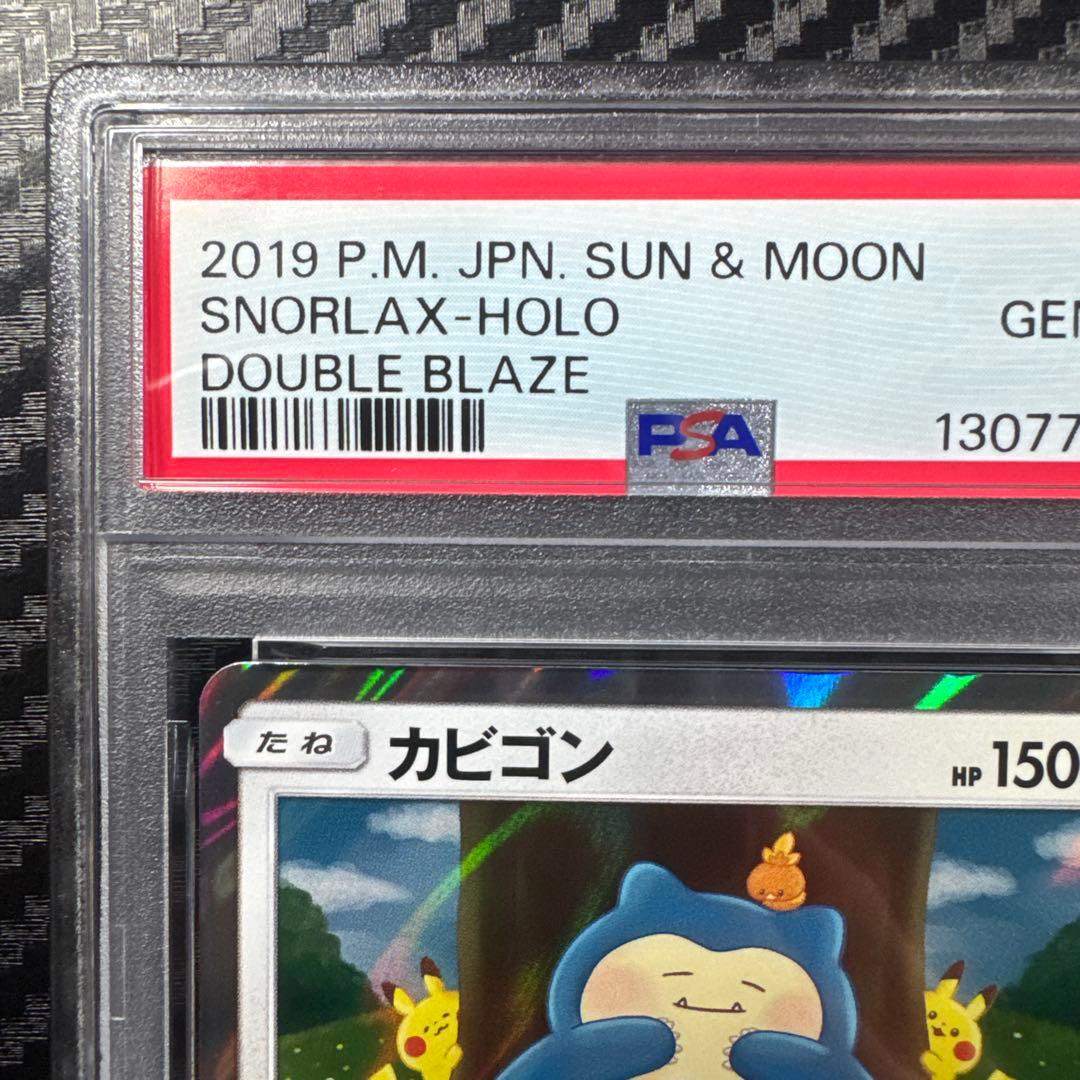 2019 P.M. JPN. SUN & MOON
SNORLAX-HOLO
DOUBLE BLAZE
PSA
たね カビゴン HP 150